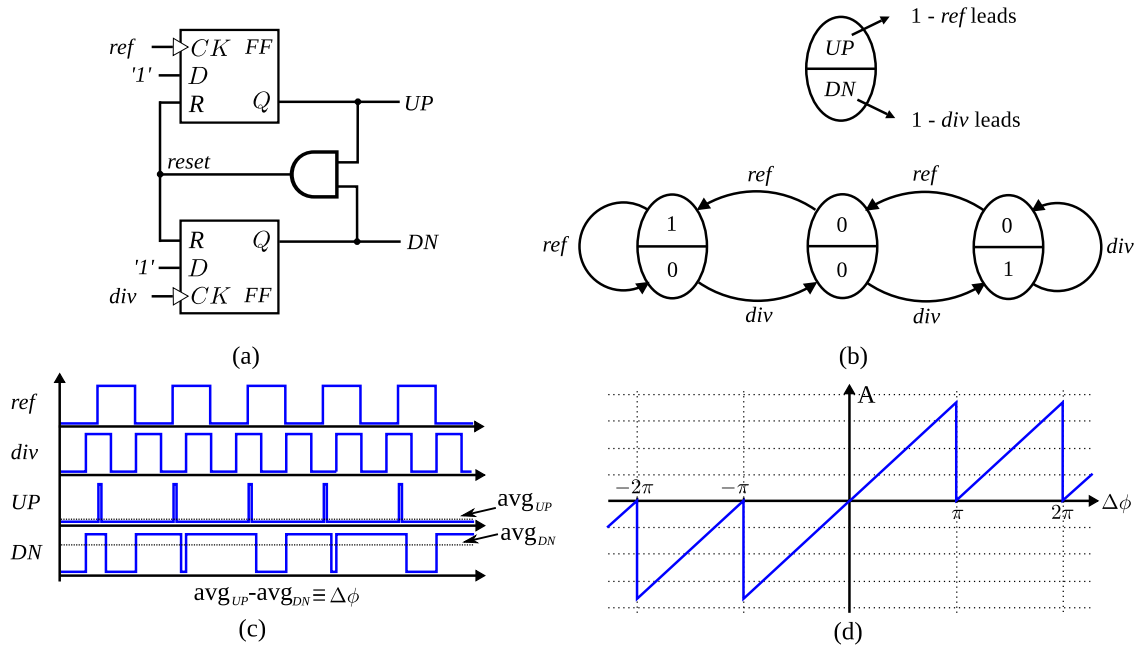 ref
CK FF
'1'
D
R
Q
UP
reset
R
Q
DN
'1'
D
div
CK FF
(a)
1 - ref leads
UP
DN
1 - div leads
ref
ref
ref
1
0
0
0
0
1
div
div
div
(b)
ref
div
UP
avgUP
DN
avgDN
avgUP-avgDN≡ Δϕ
(c)
A
−2π
−π
π
2π
Δϕ
(d)